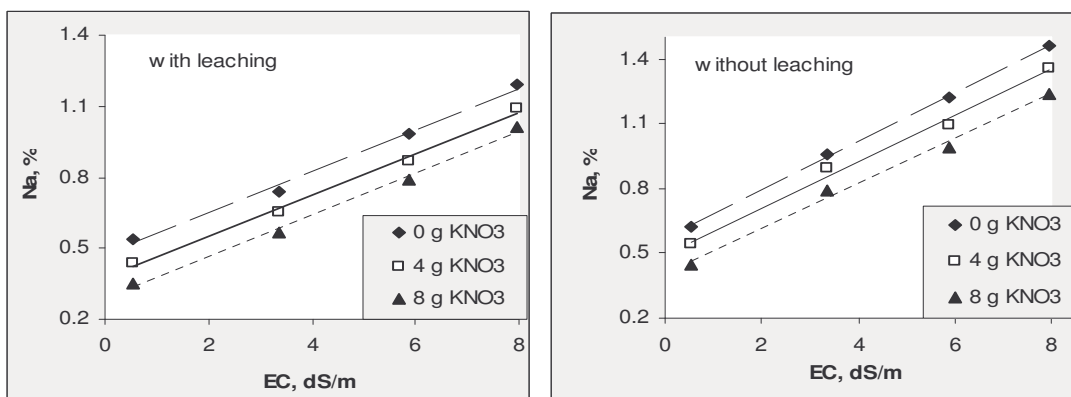 1.4
1.1
0.8
0.5
0.2
Na, %
with leaching
0 g KNO3
4 g KNO3
8 g KNO3
0 2 4 6 8
EC, dS/m
1.4
1.1
0.8
0.5
0.2
Na, %
without leaching
0 g KNO3
4 g KNO3
8 g KNO3
0 2 4 6 8
EC, dS/m